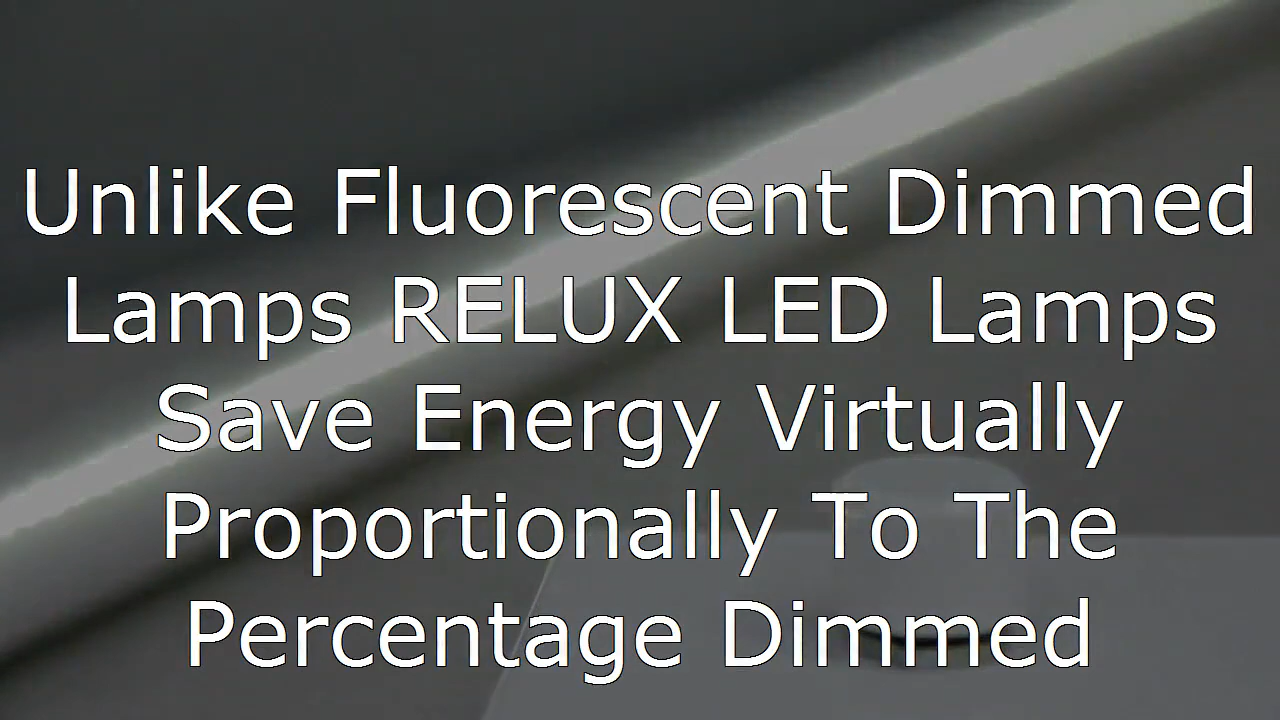 Unlike Fluorescent Dimmed
Lamps RELUX LED Lamps
Save Energy Virtually
Proportionally To The
Percentage Dimmed